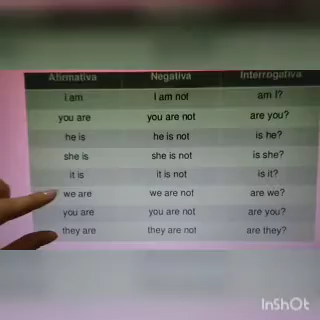 Afirmativa Negativa Interrogativa
i am I am not am I?
you are you are not are you?
he is he is not is he?
she is she is not is she?
it is it is not is it?
we are we are not are we?
you are you are not are you?
they are they are not are they?
InShOt